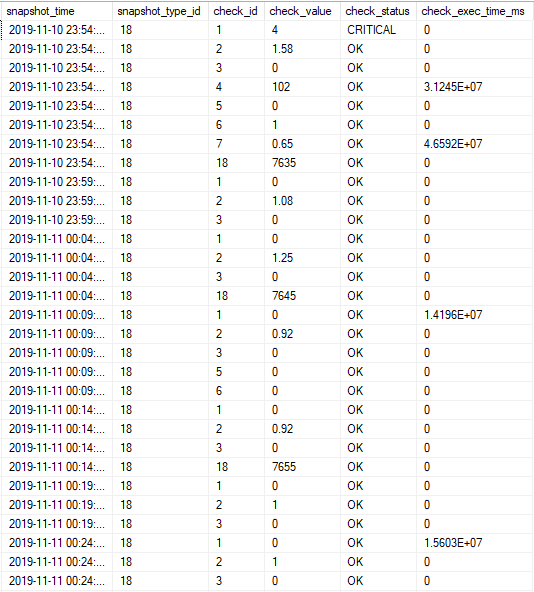 snapshot_time snapshot_type_id check_id check_value check_status check_exec_time_ms
2019-11-10 23:54:... 18 1 4 CRITICAL 0
2019-11-10 23:54:... 18 2 1.58 OK 0
2019-11-10 23:54:... 18 3 0 OK 0
2019-11-10 23:54:... 18 4 102 OK 3.1245E+07
2019-11-10 23:54:... 18 5 0 OK 0
2019-11-10 23:54:... 18 6 1 OK 0
2019-11-10 23:54:... 18 7 0.65 OK 4.6592E+07
2019-11-10 23:54:... 18 18 7635 OK 0
2019-11-10 23:59:... 18 1 0 OK 0
2019-11-10 23:59:... 18 2 1.08 OK 0
2019-11-10 23:59:... 18 3 0 OK 0
2019-11-11 00:04:... 18 1 0 OK 0
2019-11-11 00:04:... 18 2 1.25 OK 0
2019-11-11 00:04:... 18 3 0 OK 0
2019-11-11 00:04:... 18 18 7645 OK 0
2019-11-11 00:09:... 18 1 0 OK 1.4196E+07
2019-11-11 00:09:... 18 2 0.92 OK 0
2019-11-11 00:09:... 18 3 0 OK 0
2019-11-11 00:09:... 18 5 0 OK 0
2019-11-11 00:09:... 18 6 0 OK 0
2019-11-11 00:14:... 18 1 0 OK 0
2019-11-11 00:14:... 18 2 0.92 OK 0
2019-11-11 00:14:... 18 3 0 OK 0
2019-11-11 00:14:... 18 18 7655 OK 0
2019-11-11 00:19:... 18 1 0 OK 0
2019-11-11 00:19:... 18 2 1 OK 0
2019-11-11 00:19:... 18 3 0 OK 0
2019-11-11 00:24:... 18 1 0 OK 1.5603E+07
2019-11-11 00:24:... 18 2 1 OK 0
2019-11-11 00:24:... 18 3 0 OK 0